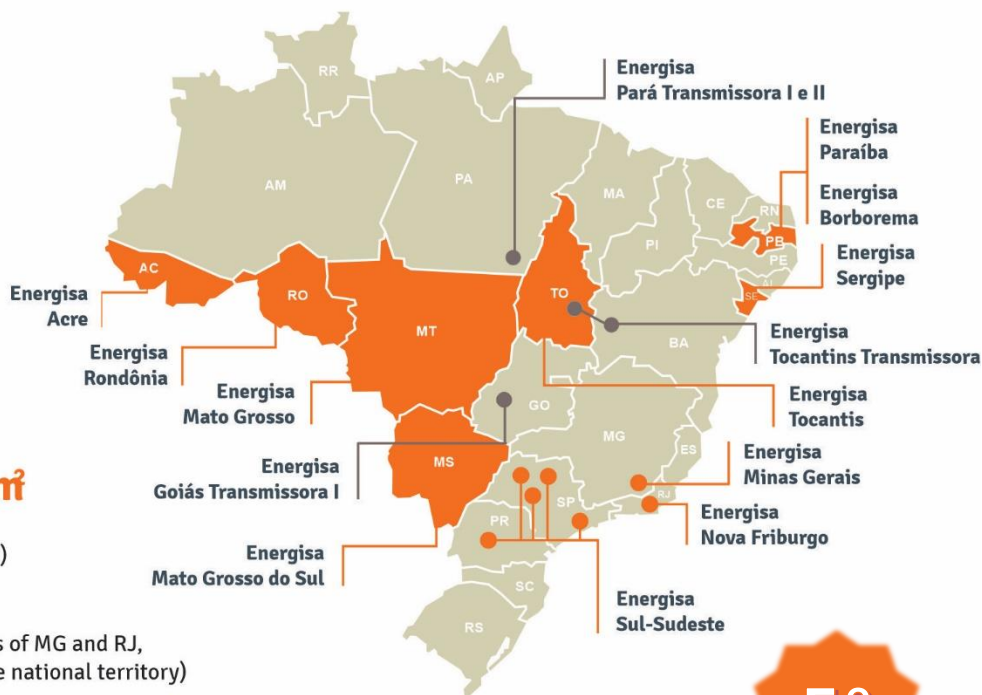 RR
AP
Energisa
Pará Transmissora I e II
Energisa
Paraíba
Energisa
Borborema
AM
PA
MA
CE
RN
PB
PE
AL
SE
PI
Energisa
Sergipe
AC
RO
MT
TO
BA
Energisa
Acre
Energisa
Rondônia
Energisa
Mato Grosso
Energisa
Tocantins Transmissora
Energisa
Tocantis
GO
MG
ES
MS
Energisa
Minas Gerais
Energisa
Goiás Transmissora I
SP
RJ
PR
Energisa
Nova Friburgo
Energisa
Mato Grosso do Sul
SC
Energisa
Sul-Sudeste
RS
)
s of MG and RJ,
e national territory)